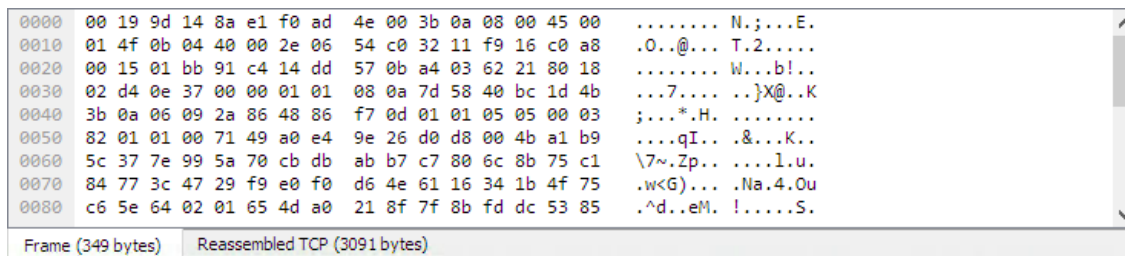 0000 00 19 9d 14 8a e1 f0 ad 4e 00 3b 0a 08 00 45 00 ........ N.;...E.
0010 01 4f 0b 04 40 00 2e 06 54 c0 32 11 f9 16 c0 a8 .O..@... T.2.....
0020 00 15 01 bb 91 c4 14 dd 57 0b a4 03 62 21 80 18 ........ W...b!..
0030 02 d4 0e 37 00 00 01 01 08 0a 7d 58 40 bc 1d 4b ...7.... ..}X@..K
0040 3b 0a 06 09 2a 86 48 86 f7 0d 01 01 05 05 00 03 ;...*.H. ........
0050 82 01 01 00 71 49 a0 e4 9e 26 d0 d8 00 4b a1 b9 ....qI.. .&...K..
0060 5c 37 7e 99 5a 70 cb db ab b7 c7 80 6c 8b 75 c1 \7~.Zp.. ....l.u.
0070 84 77 3c 47 29 f9 e0 f0 d6 4e 61 16 34 1b 4f 75 .w<G)... .Na.4.Ou
0080 c6 5e 64 02 01 65 4d a0 21 8f 7f 8b fd dc 53 85 .^d..eM. !.....S.
Frame (349 bytes) Reassembled TCP (3091 bytes)